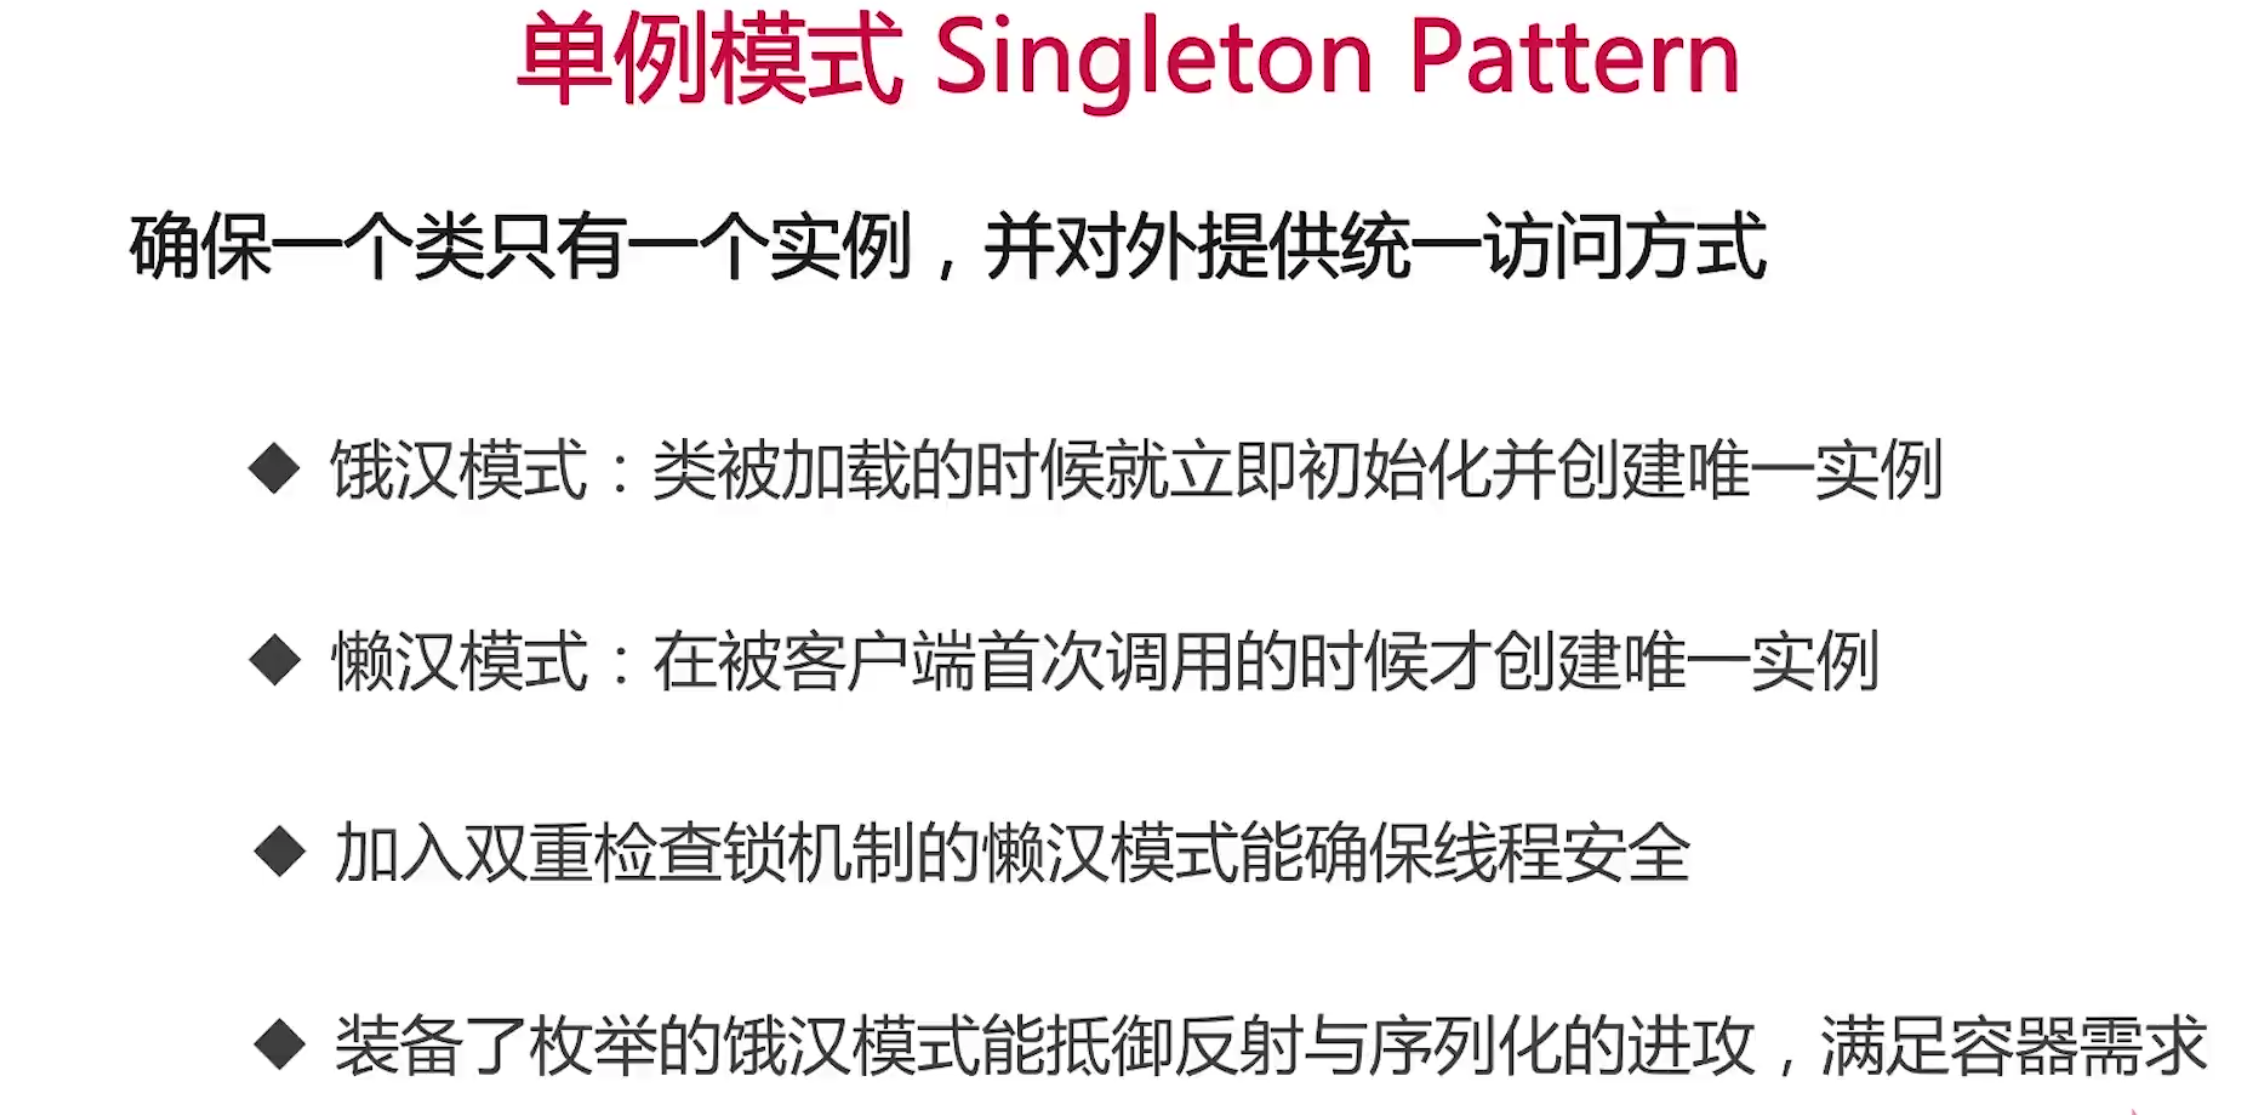 单例模式 Singleton Pattern
确保一个类只有一个实例，并对外提供统一访问方式
◆ 饿汉模式：类被加载的时候就立即初始化并创建唯一实例
◆ 懒汉模式：在被客户端首次调用的时候才创建唯一实例
◆ 加入双重检查锁机制的懒汉模式能确保线程安全
◆ 装备了枚举的饿汉模式能抵御反射与序列化的进攻，满足容器需求